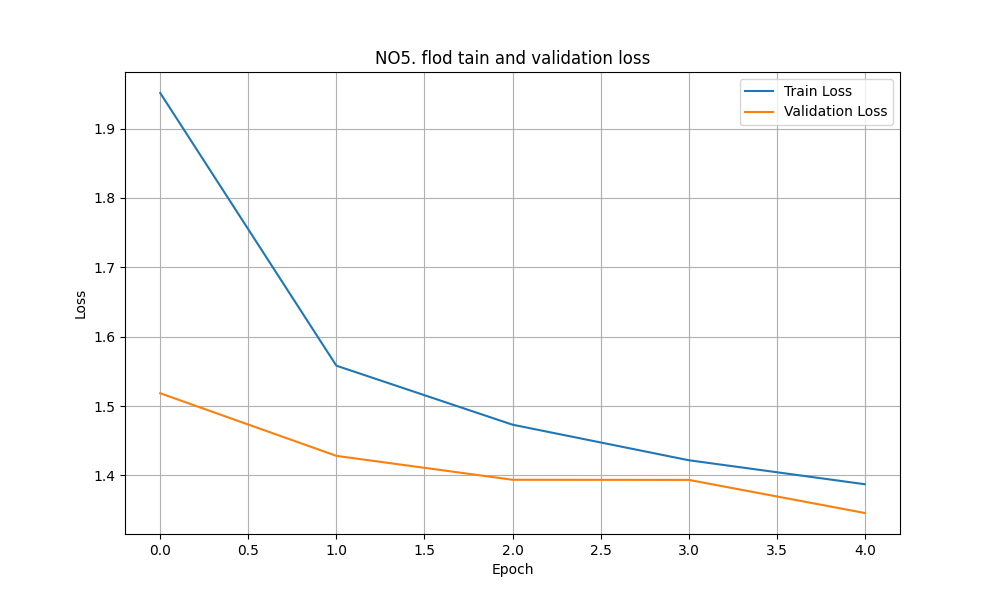 NO5. flod tain and validation loss
Train Loss
Validation Loss
Loss
1.9
1.8
1.7
1.6
1.5
1.4
0.0 0.5 1.0 1.5 2.0 2.5 3.0 3.5 4.0
Epoch